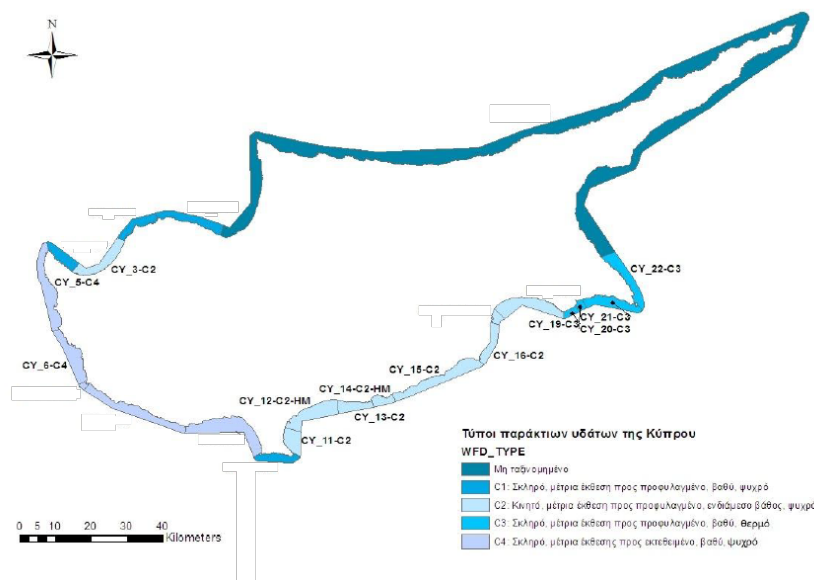 N
CY_5-C4
CY_3-C2
CY_22-C3
CY_21-C3
CY_19-C3
CY_20-C3
CY_16-C2
CY_6-C4
CY_15-C2
CY_14-C2-HM
CY_12-C2-HM
CY_13-C2
CY_11-C2
Τύποι παράκτιων υδάτων της Κύπρου
WFD_TYPE
Μη ταξινομημένο
C1: Σκληρό, μέτρια έκθεση προς προφυλαγμένο, βαθύ, ψυχρό
C2: Κινητό, μέτρια έκθεση προς προφυλαγμένο, ενδιάμεσο βάθος, ψυχρό
C3: Σκληρό, μέτρια έκθεση προς προφυλαγμένο, βαθύ, θερμό
C4: Σκληρό, μέτρια έκθεσης προς εκτεθειμένο, βαθύ, ψυχρό
0 5 10 20 30 40
Kilometers